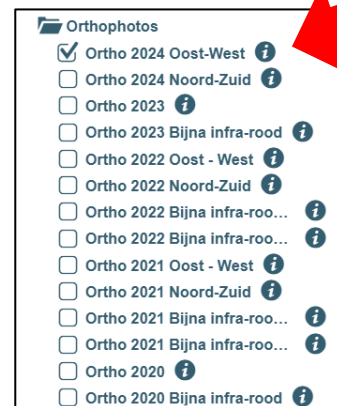 Orthophotos
Ortho 2024 Oost-West
Ortho 2024 Noord-Zuid
Ortho 2023
Ortho 2023 Bijna infra-rood
Ortho 2022 Oost - West
Ortho 2022 Noord-Zuid
Ortho 2022 Bijna infra-roo...
Ortho 2022 Bijna infra-roo...
Ortho 2021 Oost - West
Ortho 2021 Noord-Zuid
Ortho 2021 Bijna infra-roo...
Ortho 2021 Bijna infra-roo...
Ortho 2020
Ortho 2020 Bijna infra-rood